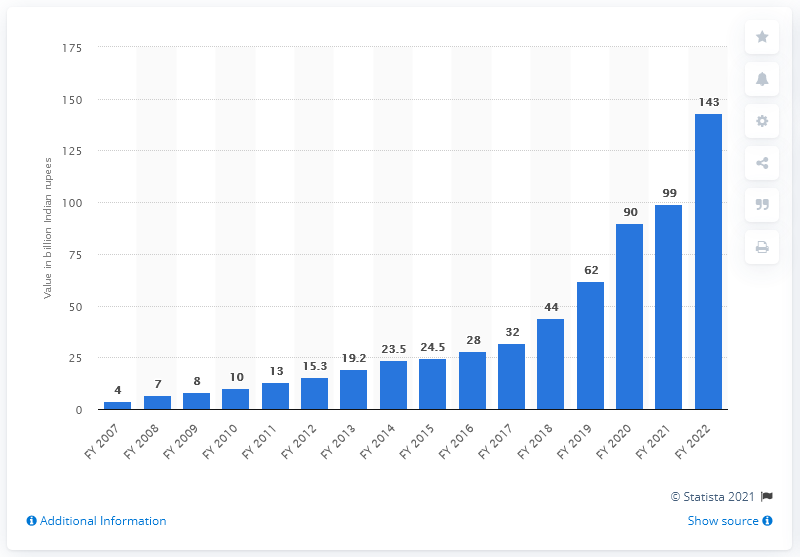 175
150
125
100
75
50
25
0
Value in billion Indian rupees
4
7
8
10
13
15.3
19.2
23.5
24.5
28
32
44
62
90
99
143
FY 2007
FY 2008
FY 2009
FY 2010
FY 2011
FY 2012
FY 2013
FY 2014
FY 2015
FY 2016
FY 2017
FY 2018
FY 2019
FY 2020
FY 2021
FY 2022
© Statista 2021
Additional Information
Show source